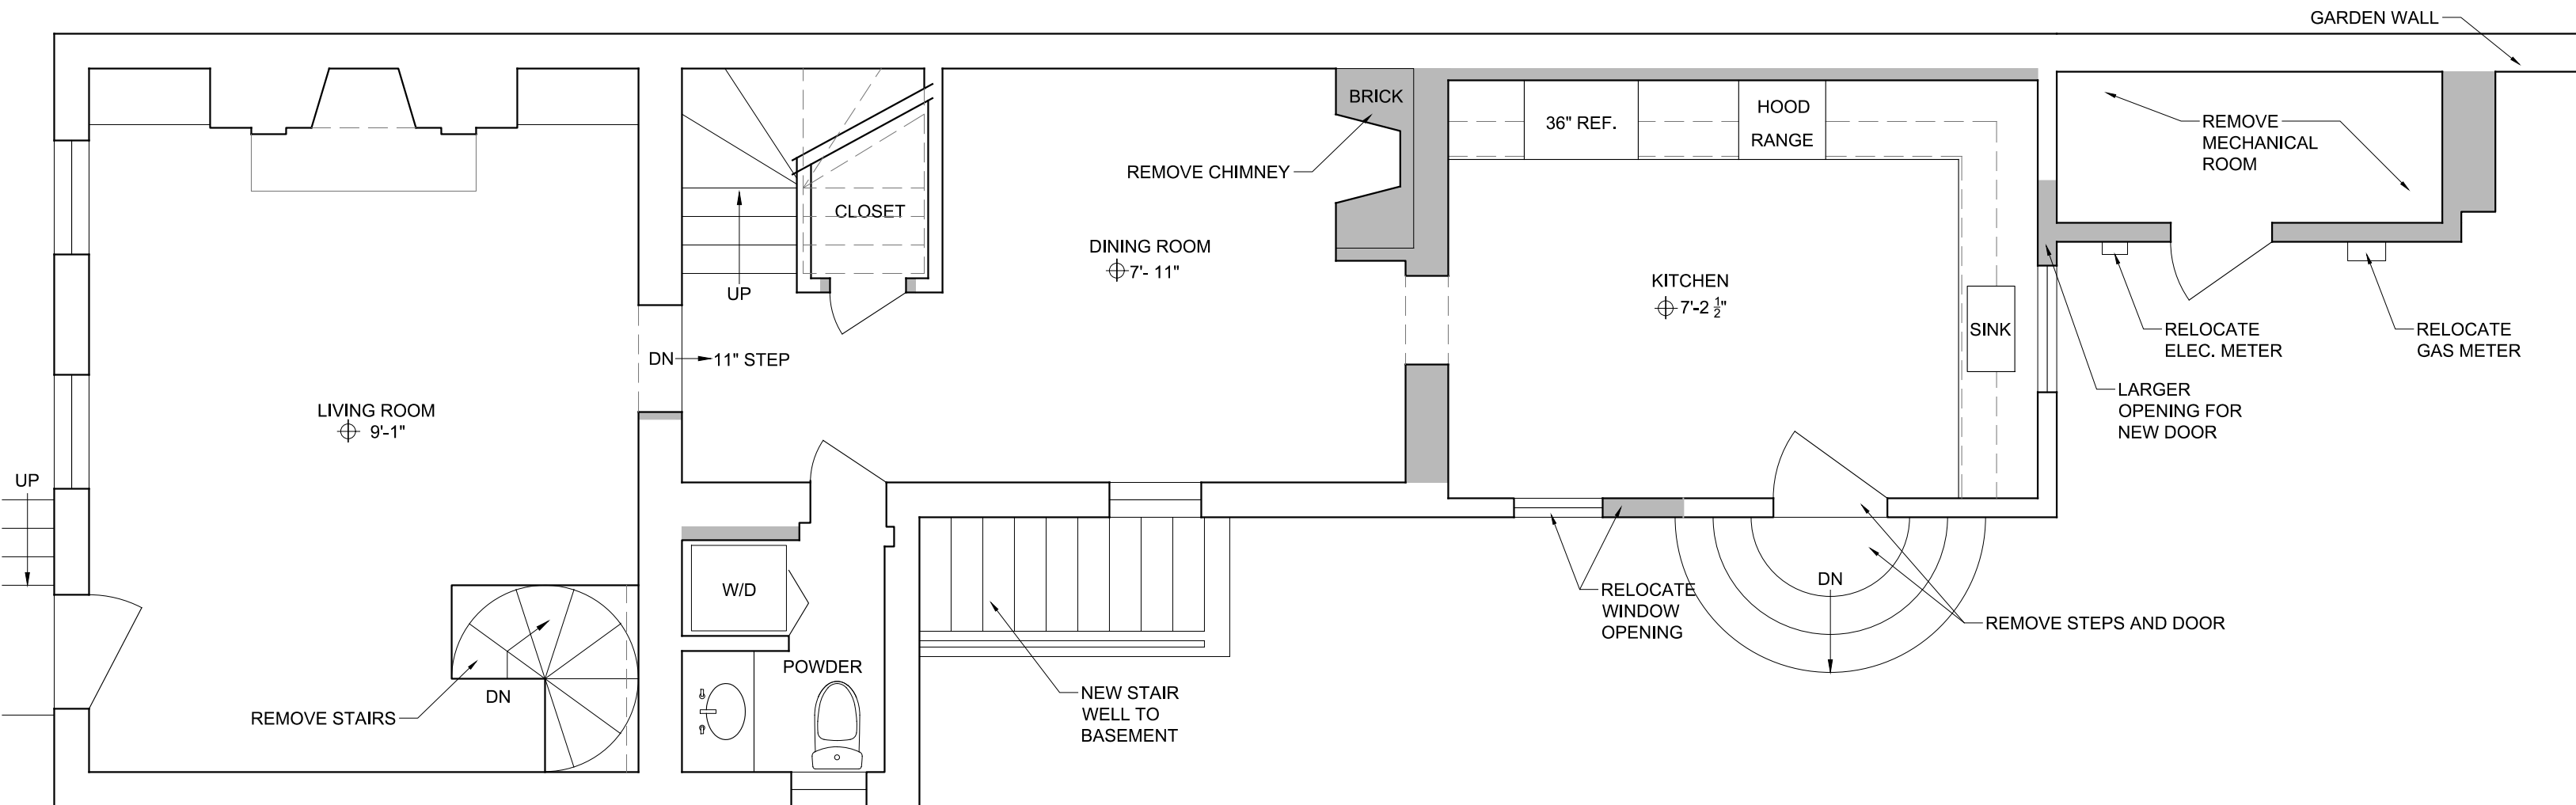 GARDEN WALL
BRICK
36" REF.
HOOD
RANGE
REMOVE
MECHANICAL
ROOM
REMOVE CHIMNEY
CLOSET
DINING ROOM
7'- 11"
UP
KITCHEN
7'-2 1/2"
SINK
RELOCATE
ELEC. METER
RELOCATE
GAS METER
DN
11" STEP
LARGER
OPENING FOR
NEW DOOR
LIVING ROOM
9'-1"
UP
W/D
DN
RELOCATE
WINDOW
OPENING
REMOVE STEPS AND DOOR
POWDER
DN
REMOVE STAIRS
NEW STAIR
WELL TO
BASEMENT